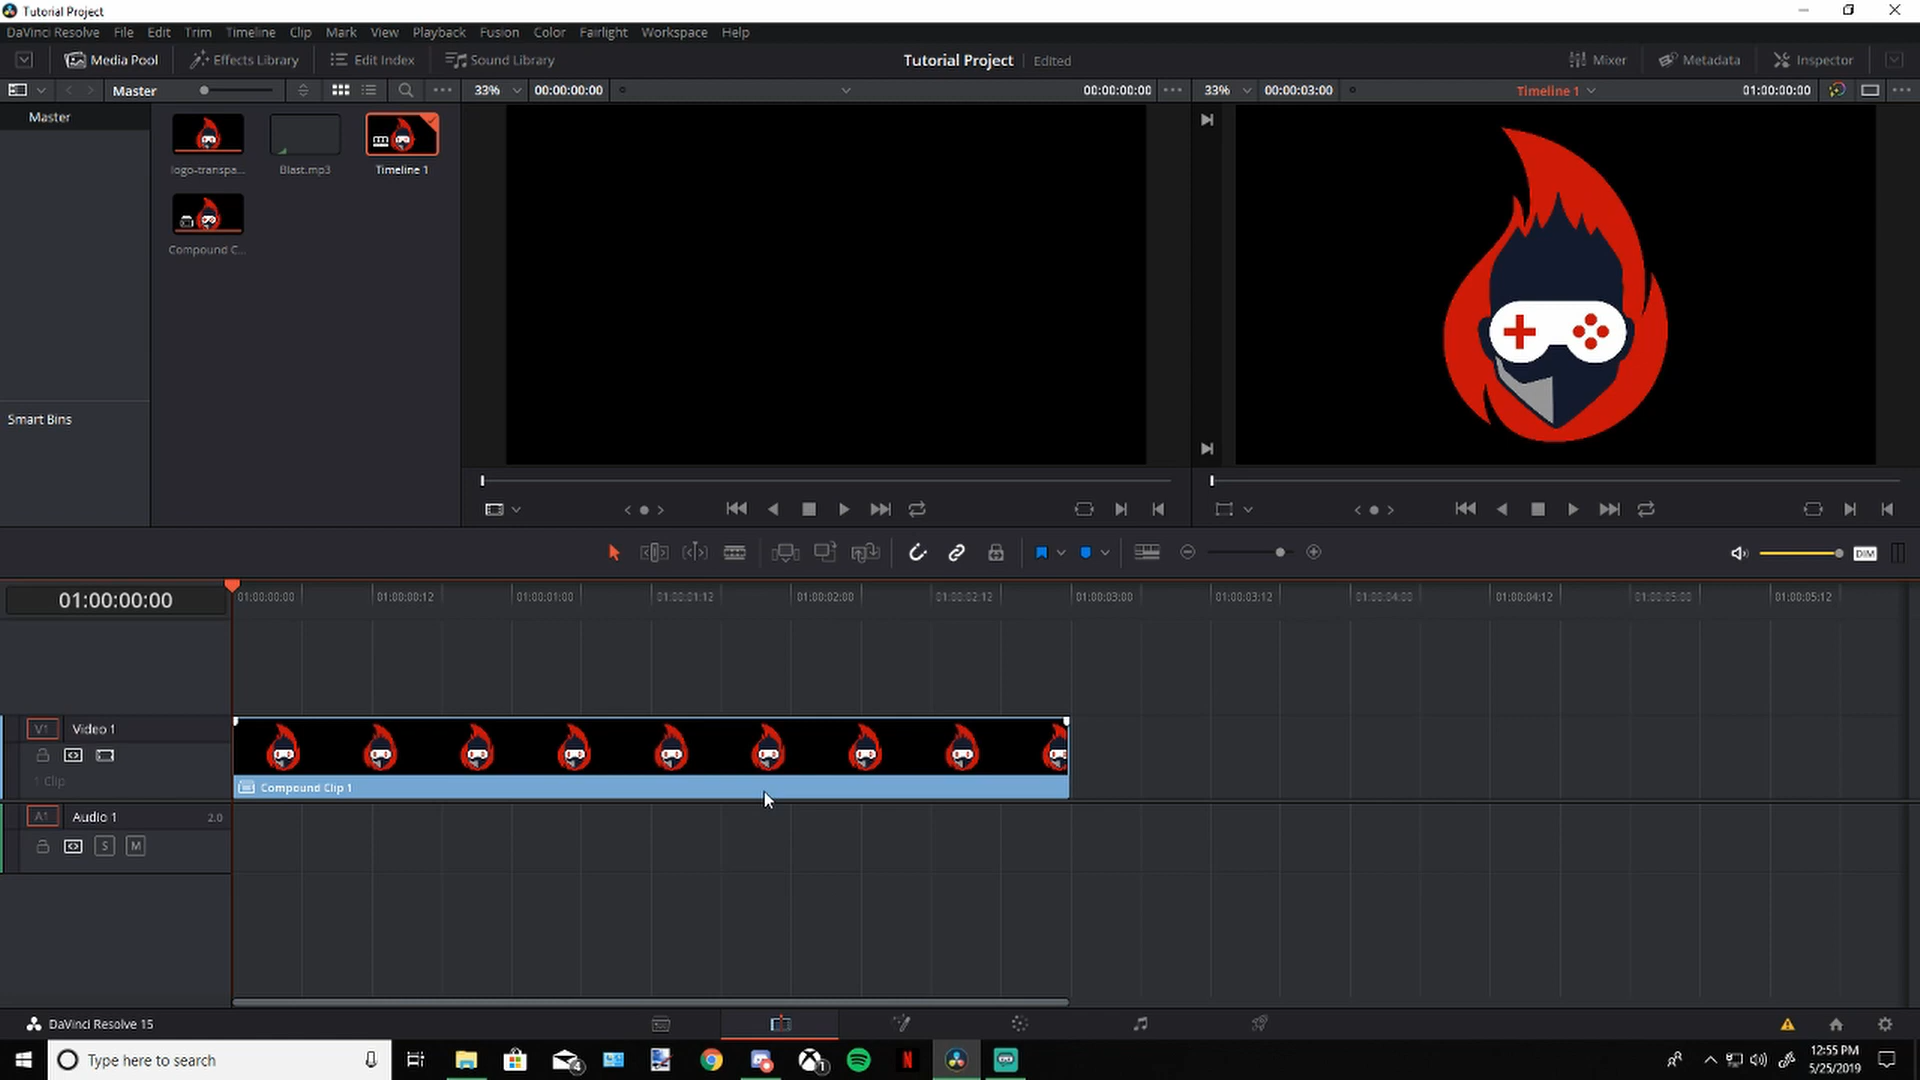 Tutorial Project
DaVinci Resolve File Edit Trim Timeline Clip Mark View Playback Fusion Color Fairlight Workspace Help
Media Pool Effects Library Edit Index Sound Library Tutorial Project Edited Mixer Metadata Inspector
Master 33% 00:00:00:00 00:00:00:00 33% 00:00:03:00 Timeline 1 01:00:00:00
Master
logo-transpa... Blast.mp3 Timeline 1
Compound C...
Smart Bins
DIM
01:00:00:00 01:00:00:00 01:00:00:12 01:00:01:00 01:00:01:12 01:00:02:00 01:00:02:12 01:00:03:00 01:00:03:12 01:00:04:00 01:00:04:12 01:00:05:00 01:00:05:12
V1 Video 1
1 Clip
Compound Clip 1
A1 Audio 1 2.0
S M
DaVinci Resolve 15
Type here to search
4
1
12:55 PM
5/25/2019